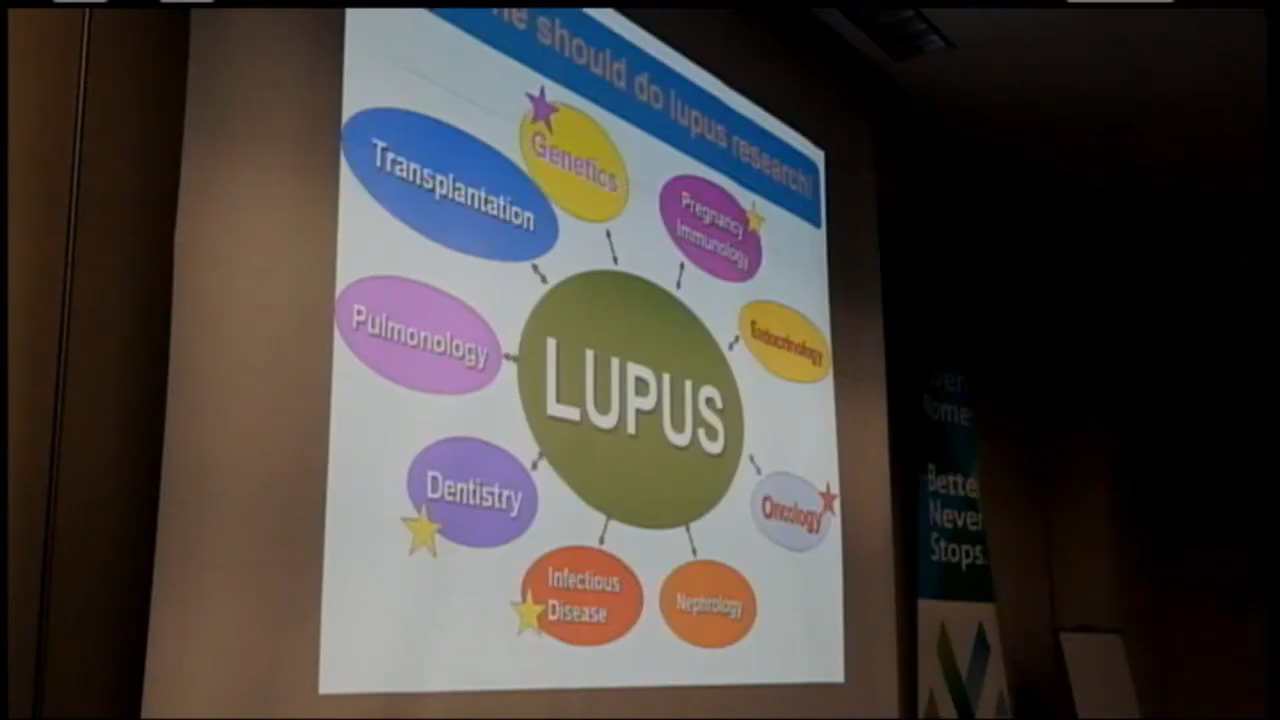 should do lupus research!
Genetics
Transplantation
Pregnancy
Immunology
Pulmonology
Endocrinology
LUPUS
Dentistry
Oncology
Infectious
Disease
Nephrology
Better
Never
Stops.